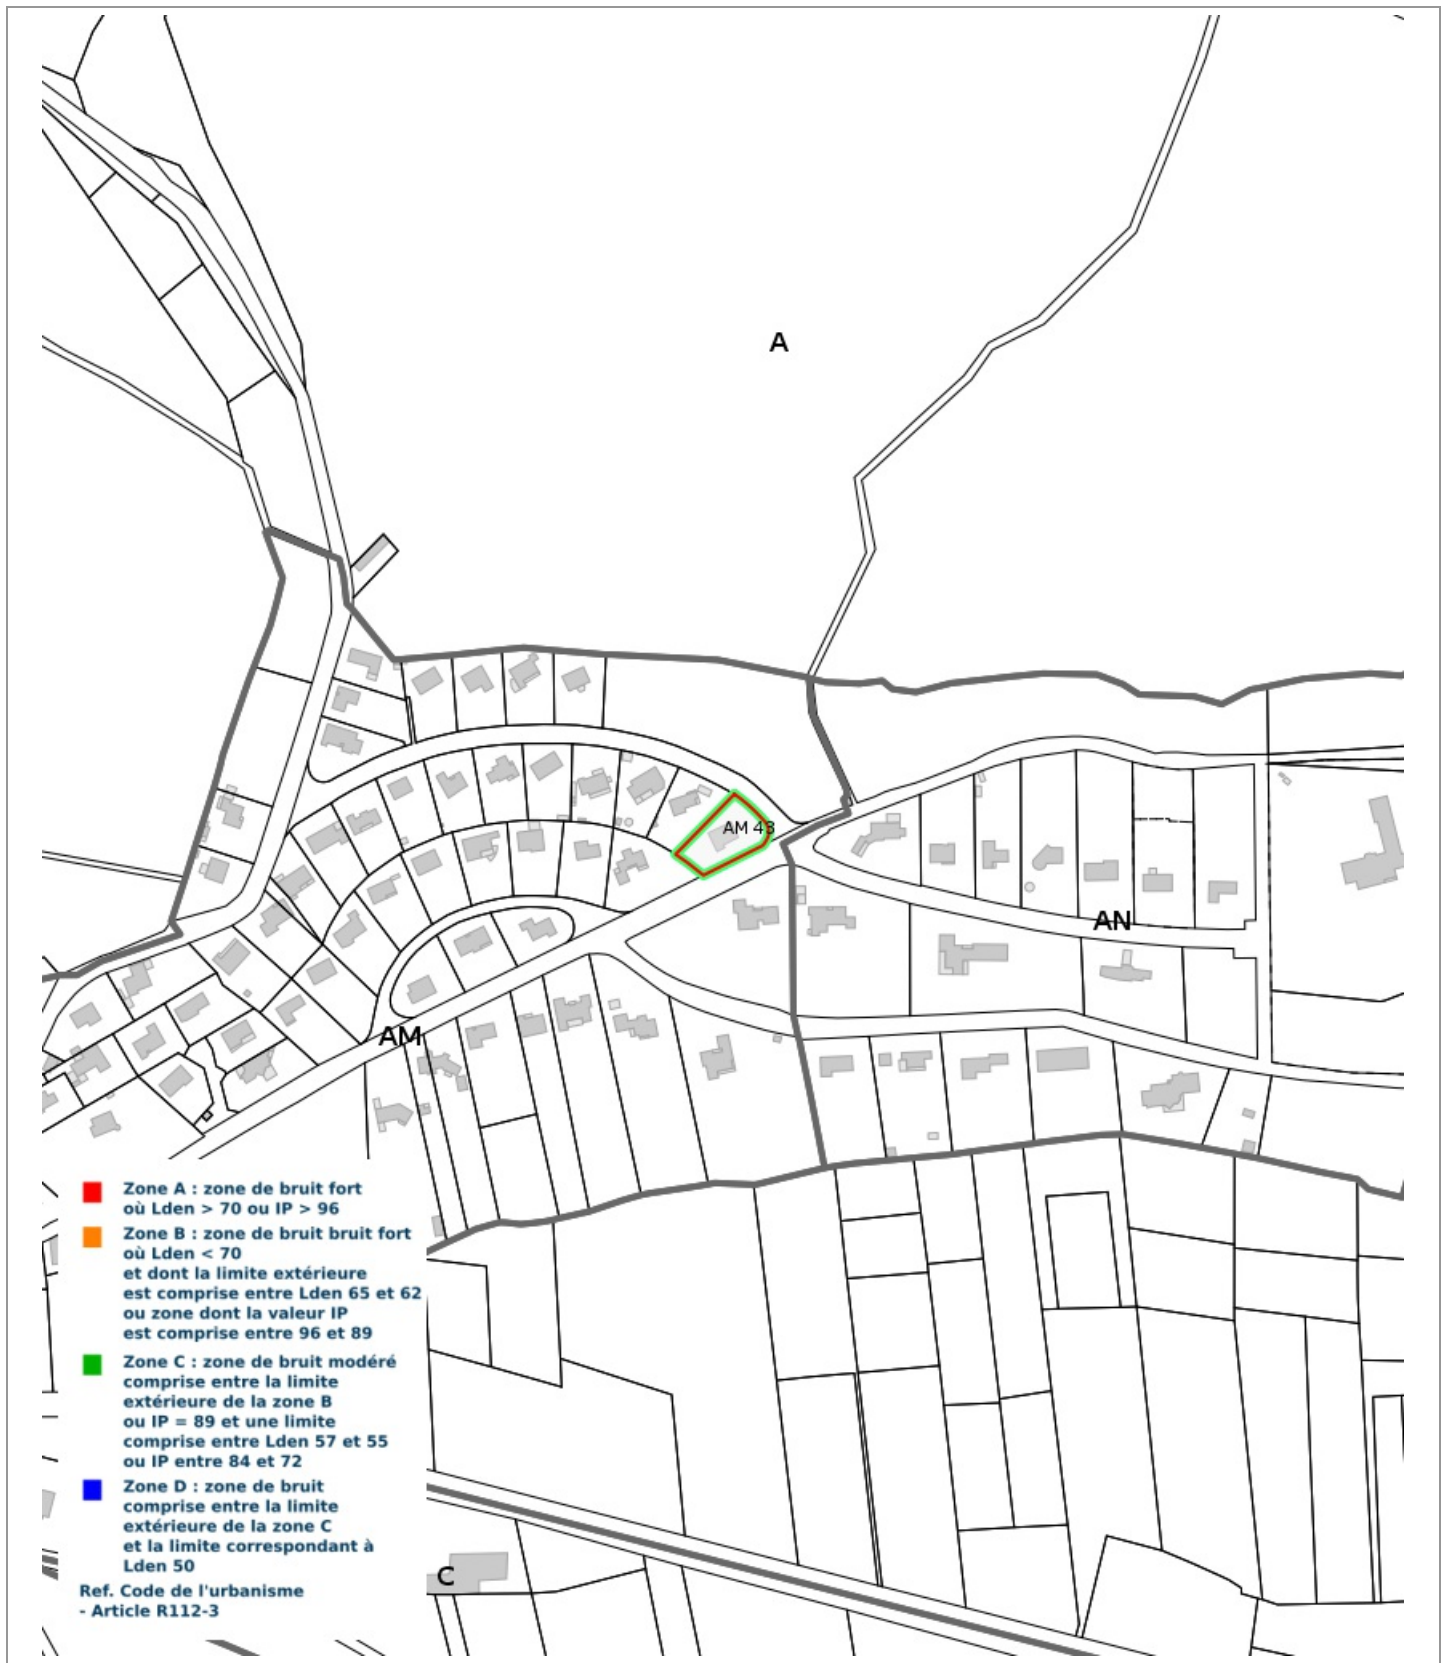 A
AM 43
AN
AM
Zone A : zone de bruit fort
où Lden > 70 ou IP > 96
Zone B : zone de bruit bruit fort
où Lden < 70
et dont la limite extérieure
est comprise entre Lden 65 et 62
ou zone dont la valeur IP
est comprise entre 96 et 89
Zone C : zone de bruit modéré
comprise entre la limite
extérieure de la zone B
ou IP = 89 et une limite
comprise entre Lden 57 et 55
ou IP entre 84 et 72
Zone D : zone de bruit
comprise entre la limite
extérieure de la zone C
et la limite correspondant à
Lden 50
C
Ref. Code de l'urbanisme
- Article R112-3